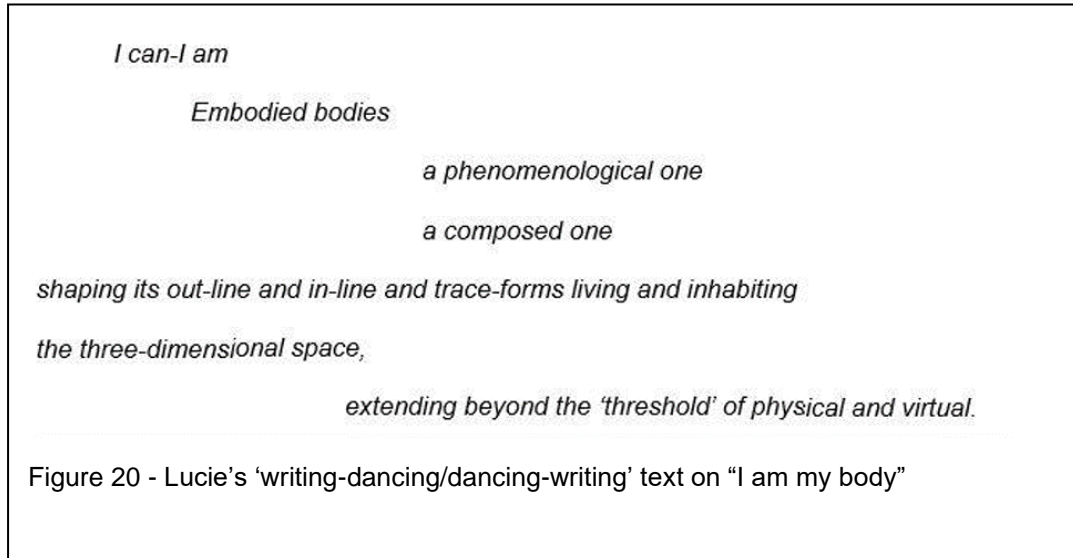 I can-I am
Embodied bodies
a phenomenological one
a composed one
shaping its out-line and in-line and trace-forms living and inhabiting
the three-dimensional space,
extending beyond the ‘threshold’ of physical and virtual.
Figure 20 - Lucie’s ‘writing-dancing/dancing-writing’ text on “I am my body”